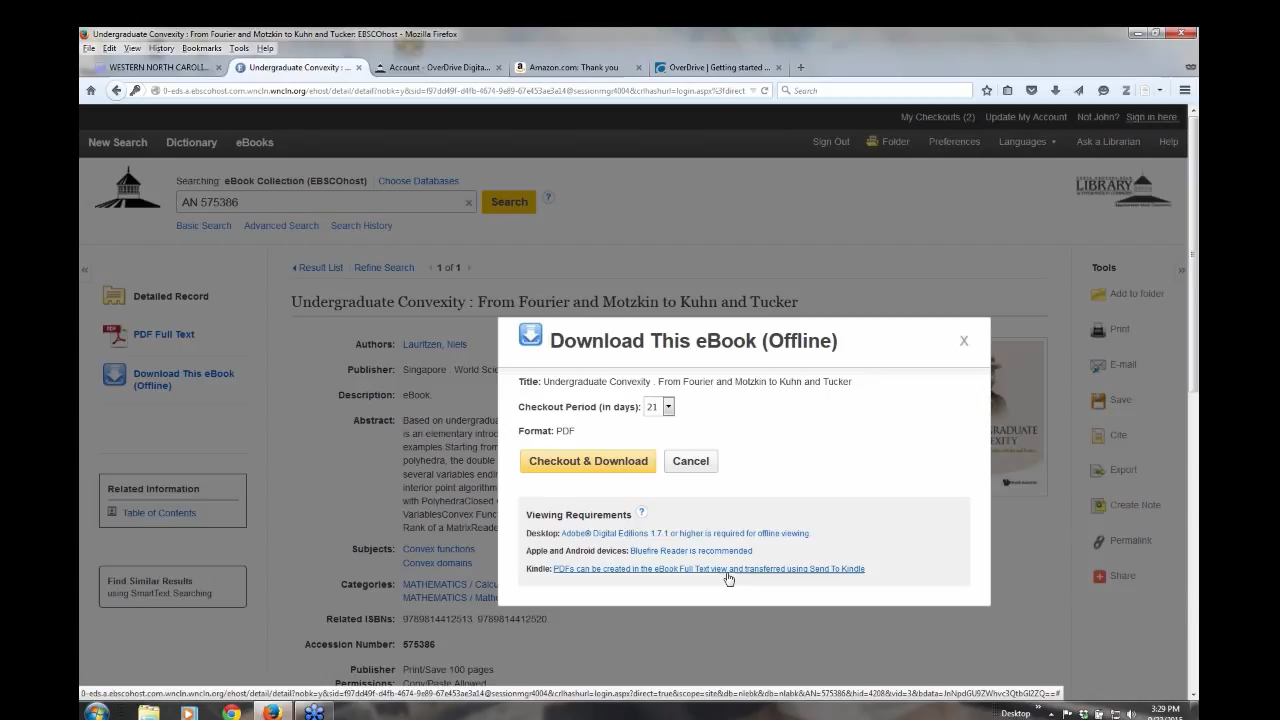 Undergraduate Convexity : From Fourier and Motzkin to Kuhn and Tucker: EBSCOhost - Mozilla Firefox
File Edit View History Bookmarks Tools Help
WESTERN NORTH CAROLI... Undergraduate Convexity : ... Account - OverDrive Digital... Amazon.com: Thank you OverDrive | Getting started ...
Search
My Checkouts (2) Update My Account Not John? Sign in here.
New Search Dictionary eBooks Sign Out Folder Preferences Languages Ask a Librarian Help
Searching: eBook Collection (EBSCOhost) Choose Databases
AN 575386 Search
LIBRARY
Basic Search Advanced Search Search History
Result List Refine Search 1 of 1
Tools
Detailed Record
Undergraduate Convexity : From Fourier and Motzkin to Kuhn and Tucker
Add to folder
PDF Full Text
Print
Download This eBook (Offline) X
Authors: Lauritzen, Niels
E-mail
Download This eBook
(Offline)
Publisher: Singapore : World Sci
Title: Undergraduate Convexity : From Fourier and Motzkin to Kuhn and Tucker
Description: eBook.
Save
Checkout Period (in days): 21
Abstract: Based on undergradua
is an elementary introd
examples Starting from
polyhedra, the double
several variables ending
interior point algorithm
with PolyhedraClosed
VariablesConvex Func
Rank of a MatrixReade
Format: PDF
Cite
Checkout & Download Cancel
Export
Related Information
Table of Contents
Create Note
Viewing Requirements
Desktop: Adobe® Digital Editions 1.7.1 or higher is required for offline viewing.
Apple and Android devices: Bluefire Reader is recommended
Kindle: PDFs can be created in the eBook Full Text view and transferred using Send To Kindle
Permalink
Share
Subjects: Convex functions
Convex domains
Find Similar Results
using SmartText Searching
Categories: MATHEMATICS / Calcu
MATHEMATICS / Mathe
Related ISBNs: 9789814412513. 9789814412520.
Accession Number: 575386
Publisher Print/Save 100 pages
Permissions: Copy/Paste Allowed
Desktop 3:29 PM